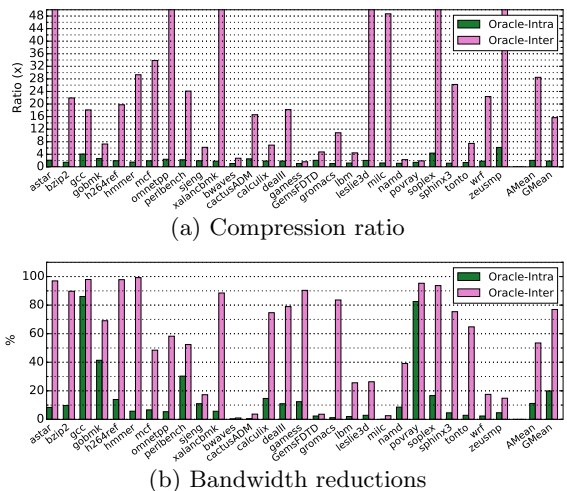 48
44
40
36
32
28
24
20
16
12
8
4
0
Ratio (x)
Oracle-Intra
Oracle-Inter
astar bzip2 gcc gobmk h264ref hmmer mcf omnetpp perlbench sjeng xalancbmk bwaves cactusADM calculix dealII gamess GemsFDTD gromacs lbm leslie3d milc namd povray soplex sphinx3 tonto wrf zeusmp AMean GMean
(a) Compression ratio
100
80
60
40
20
0
%
Oracle-Intra
Oracle-Inter
astar bzip2 gcc gobmk h264ref hmmer mcf omnetpp perlbench sjeng xalancbmk bwaves cactusADM calculix dealII gamess GemsFDTD gromacs lbm leslie3d milc namd povray soplex sphinx3 tonto wrf zeusmp AMean GMean
(b) Bandwidth reductions